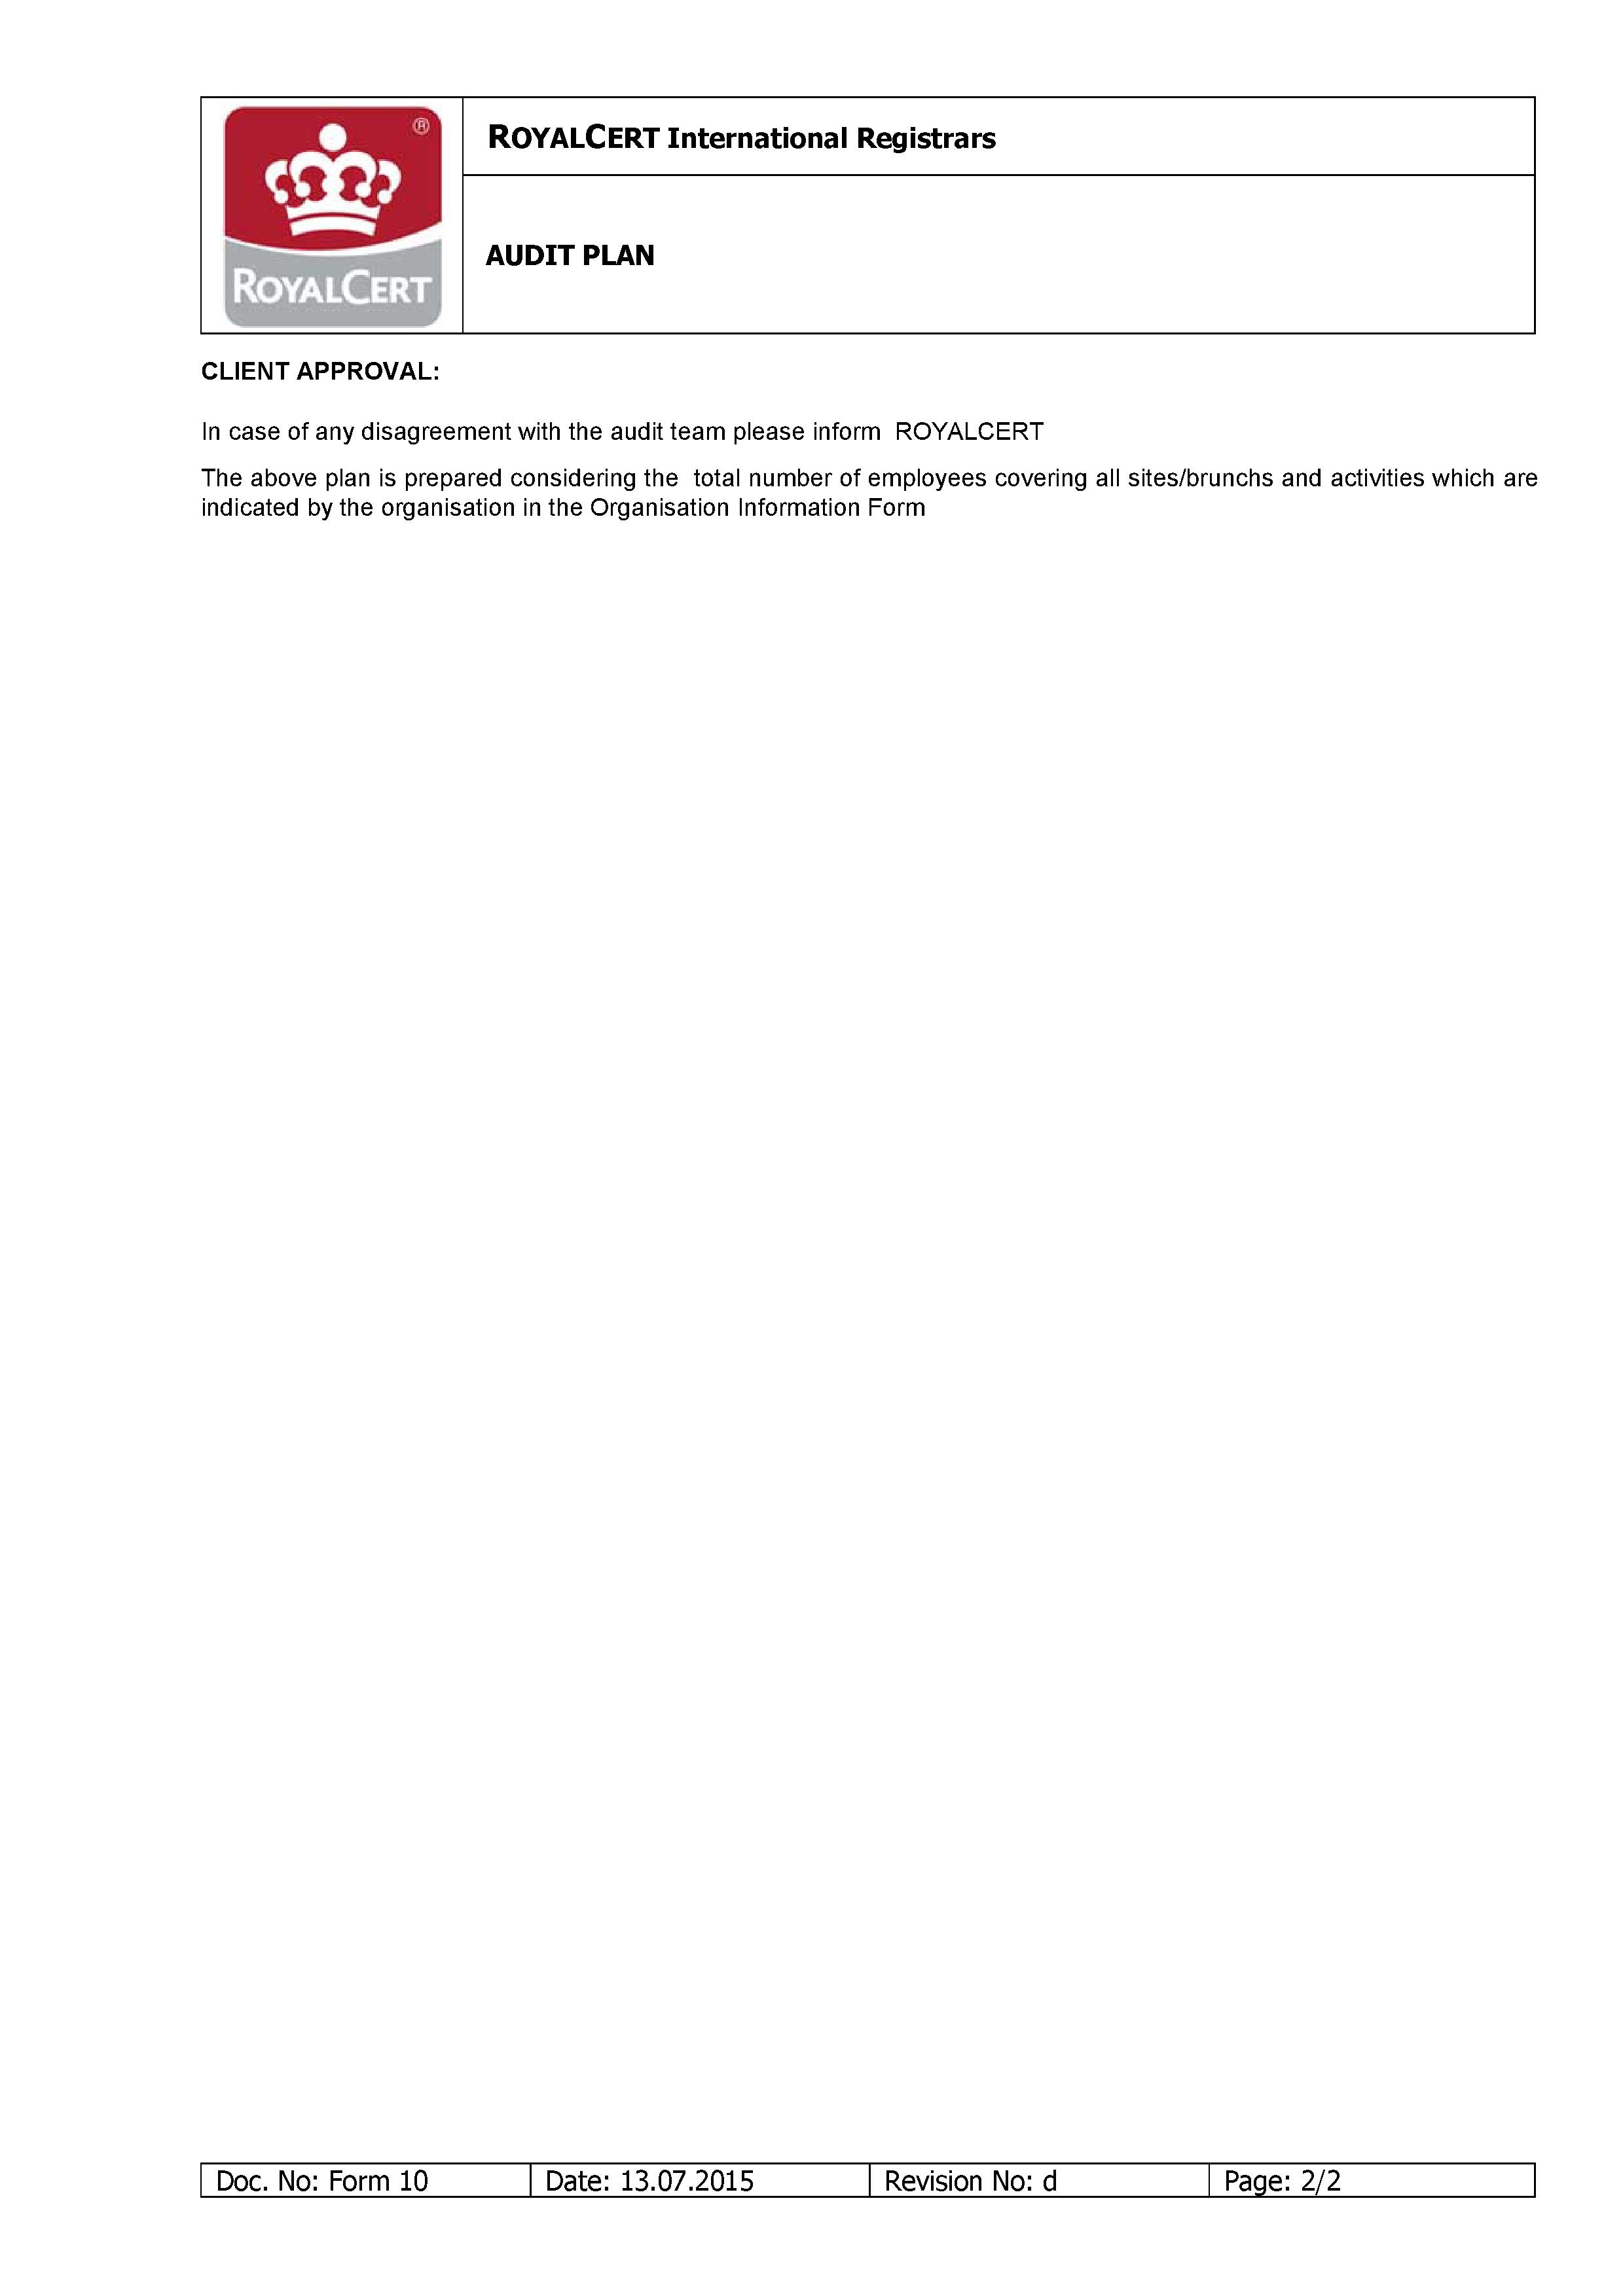 ®
ROYALCERT
ROYALCERT International Registrars
AUDIT PLAN
CLIENT APPROVAL:
In case of any disagreement with the audit team please inform  ROYALCERT
The above plan is prepared considering the  total number of employees covering all sites/brunchs and activities which are
indicated by the organisation in the Organisation Information Form
Doc. No: Form 10 Date: 13.07.2015 Revision No: d Page: 2/2